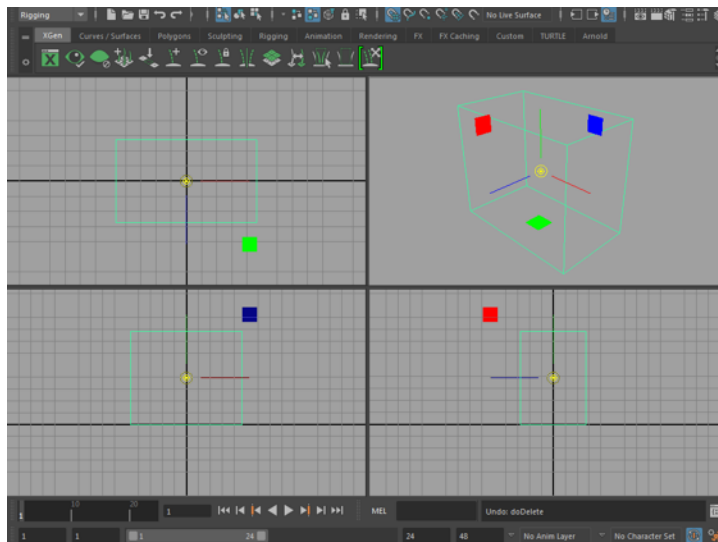 Rigging No Live Surface
XGen Curves / Surfaces Polygons Sculpting Rigging Animation Rendering FX FX Caching Custom TURTLE Arnold
10 20 1 MEL Undo: doDelete
1
1 1 1 24 24 48 No Anim Layer No Character Set